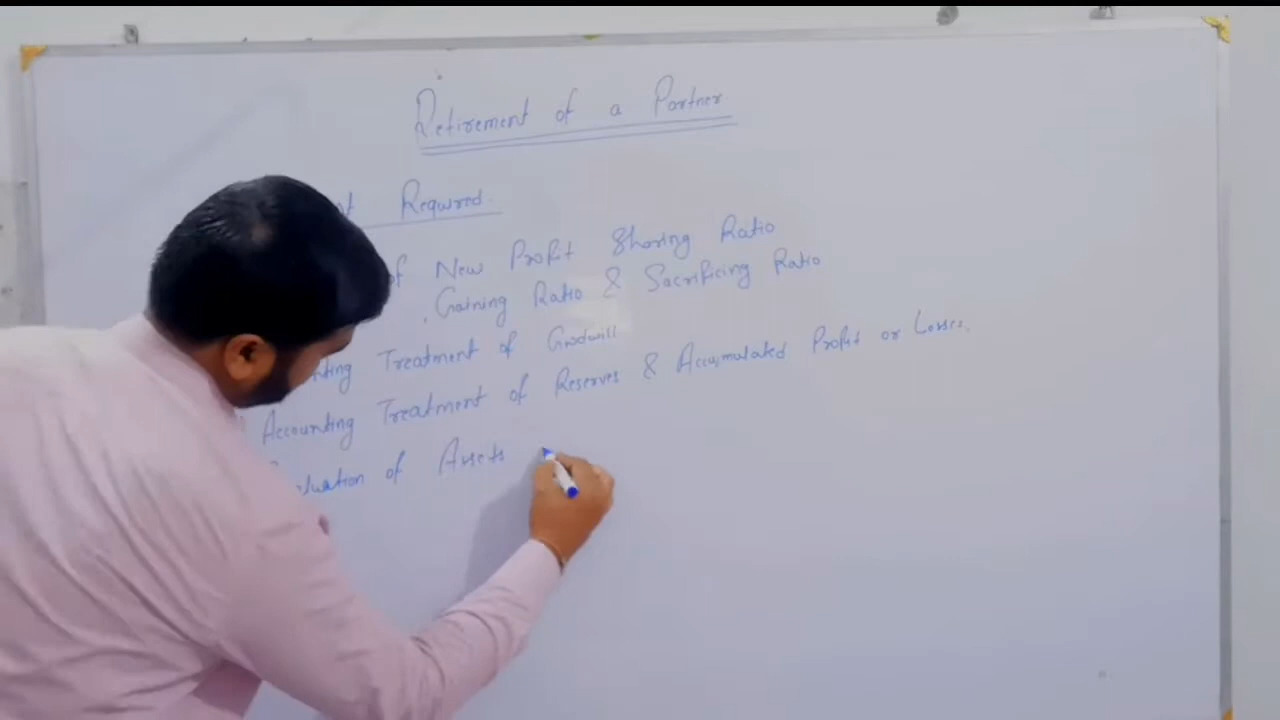 Retirement of a Partner
Required.
of New Profit Sharing Ratio
, Gaining Ratio & Sacrificing Ratio
Treatment of Goodwill
Accounting Treatment of Reserves & Accumulated Profit or Losses.
of Assets